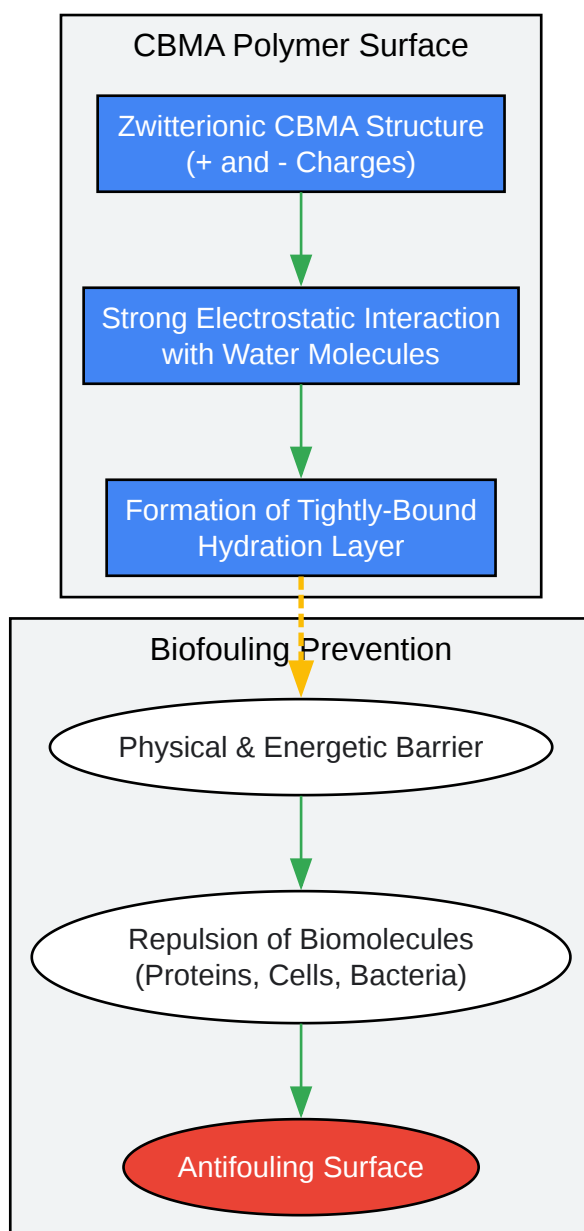 CBMA Polymer Surface
Zwitterionic CBMA Structure
(+ and - Charges)
Strong Electrostatic Interaction
with Water Molecules
Formation of Tightly-Bound
Hydration Layer
Biofouling Prevention
Physical & Energetic Barrier
Repulsion of Biomolecules
(Proteins, Cells, Bacteria)
Antifouling Surface